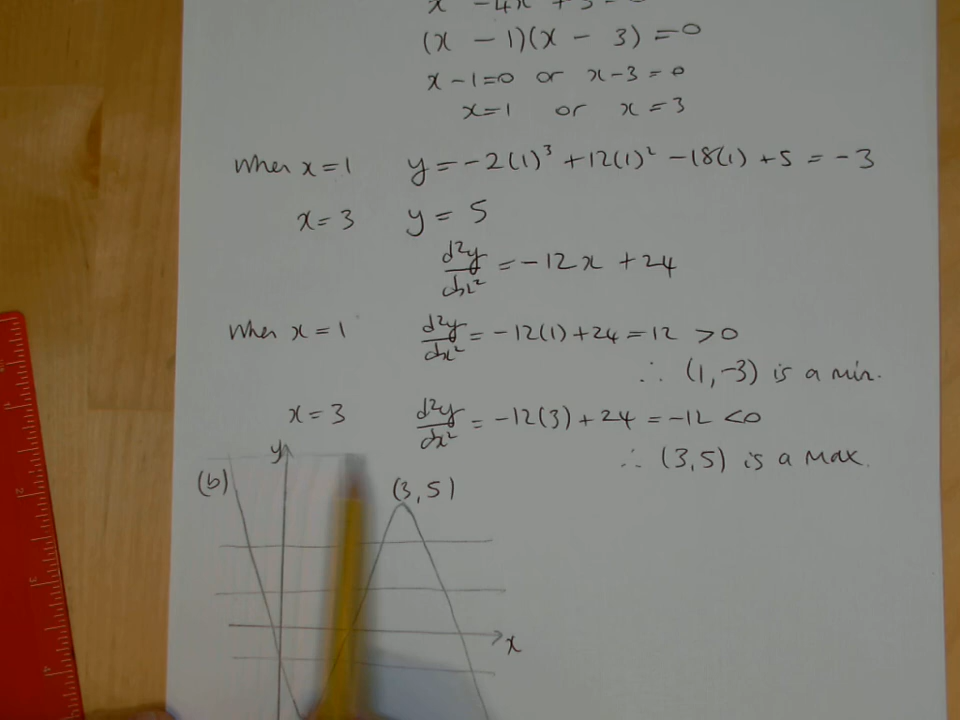 (x - 1)(x - 3) = 0
x - 1 = 0 or x - 3 = 0
x = 1 or x = 3
When x = 1 y = -2(1)³ + 12(1)² - 18(1) + 5 = -3
x = 3 y = 5
d²y/dx² = -12x + 24
When x = 1 d²y/dx² = -12(1) + 24 = 12 > 0
∴ (1, -3) is a min.
x = 3 d²y/dx² = -12(3) + 24 = -12 < 0
∴ (3, 5) is a max.
y
(b) (3, 5)
x